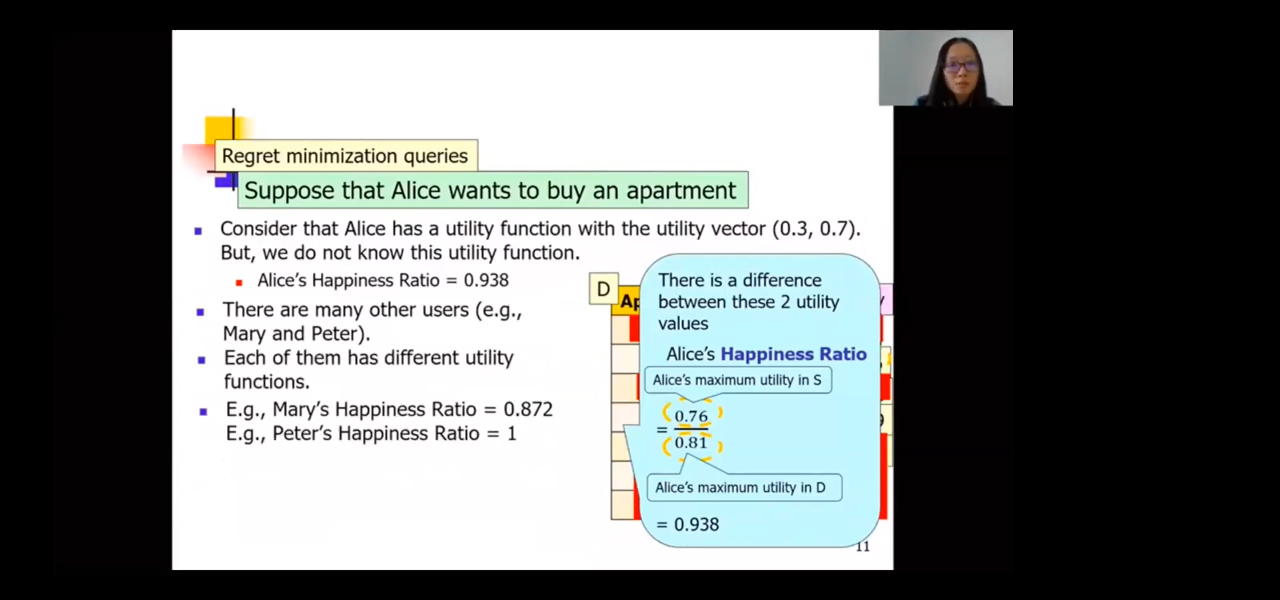 Regret minimization queries
Suppose that Alice wants to buy an apartment
Consider that Alice has a utility function with the utility vector (0.3, 0.7).
But, we do not know this utility function.
Alice's Happiness Ratio = 0.938
There are many other users (e.g.,
Mary and Peter).
Each of them has different utility
functions.
E.g., Mary's Happiness Ratio = 0.872
E.g., Peter's Happiness Ratio = 1
D
There is a difference
between these 2 utility
values
Alice's Happiness Ratio
Alice's maximum utility in S
= 0.76
0.81
Alice's maximum utility in D
= 0.938
11